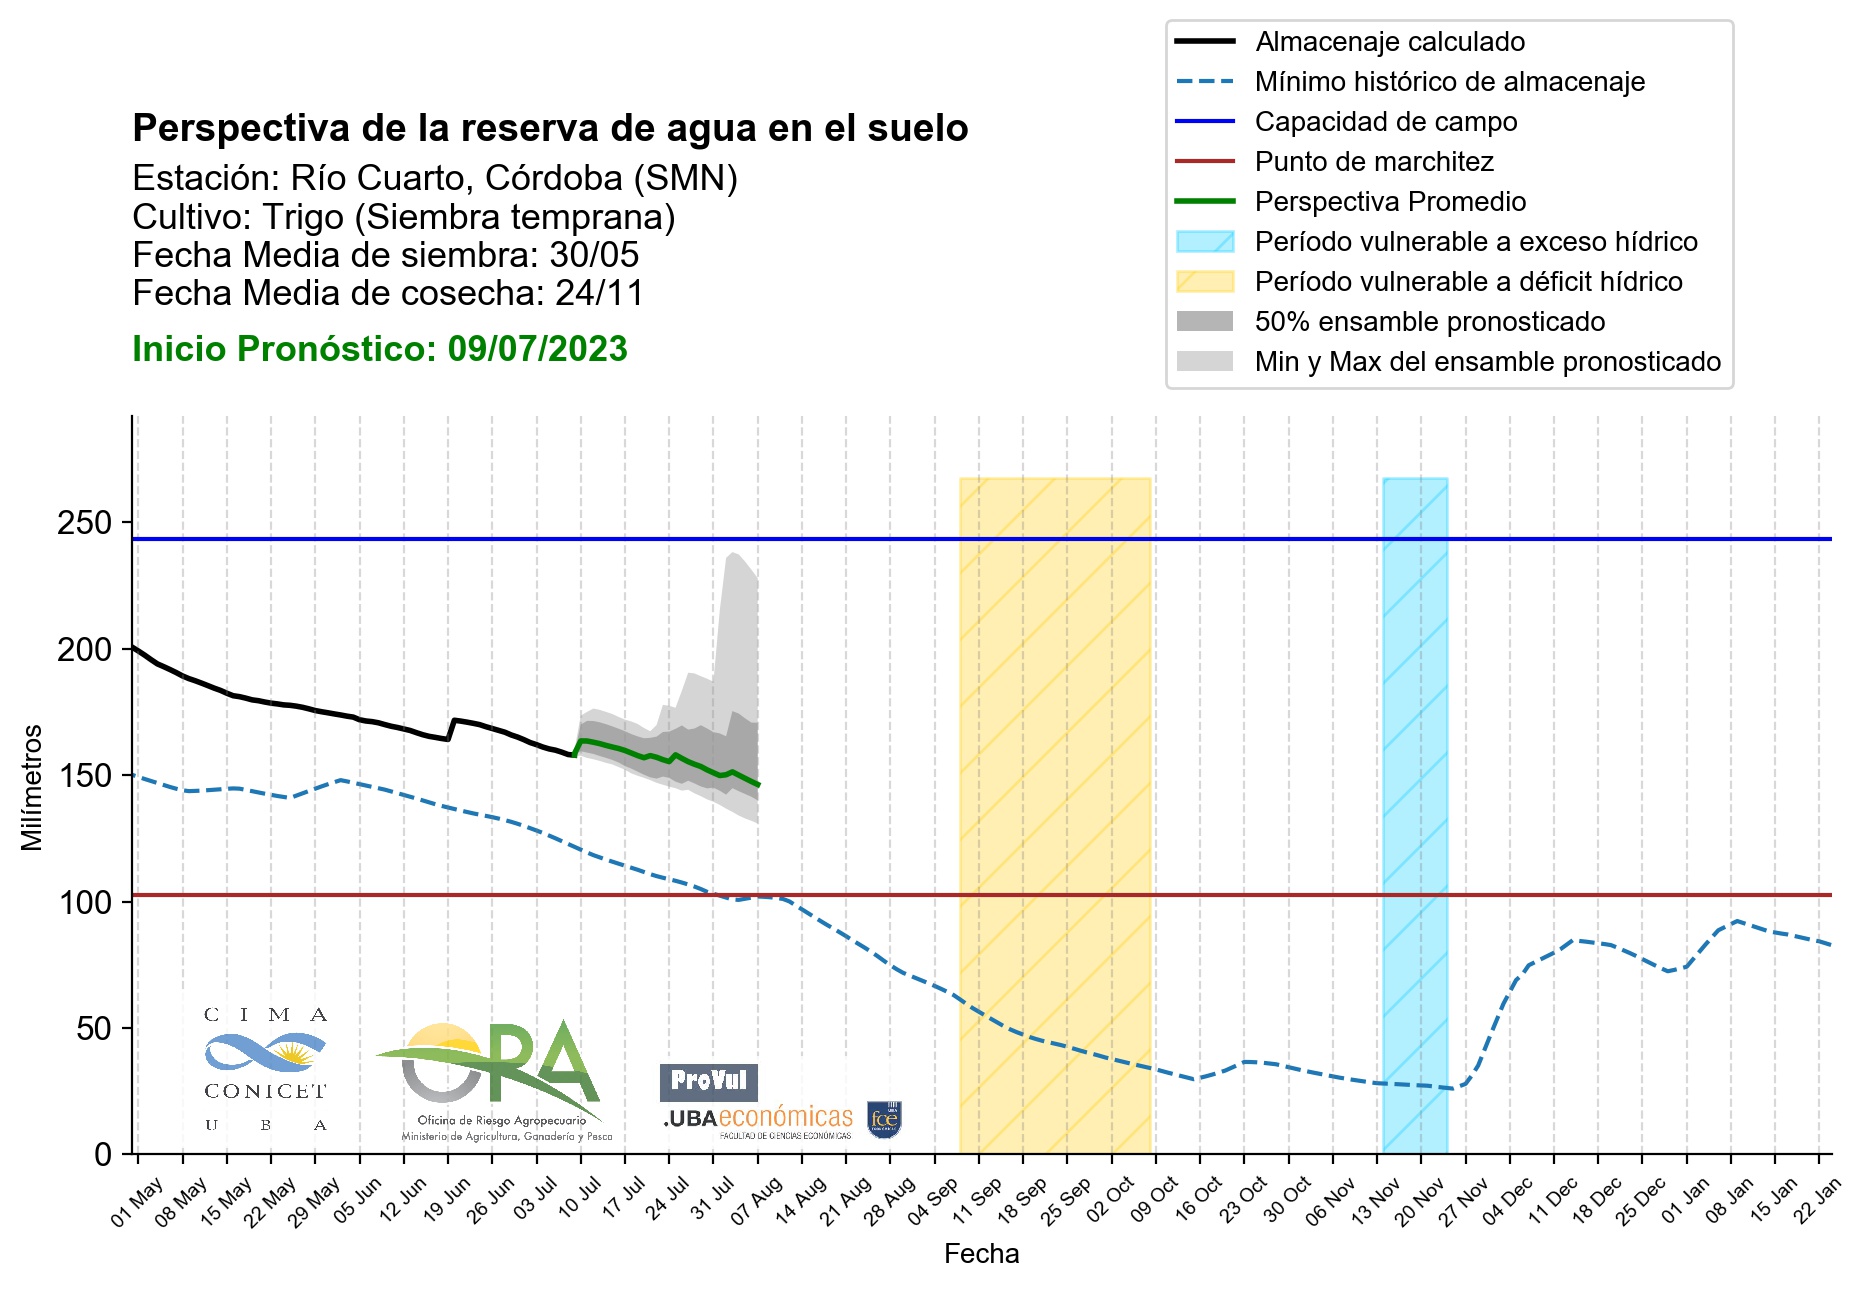 Almacenaje calculado
Mínimo histórico de almacenaje
Capacidad de campo
Punto de marchitez
Perspectiva Promedio
Período vulnerable a exceso hídrico
Período vulnerable a déficit hídrico
50% ensamble pronosticado
Min y Max del ensamble pronosticado
Perspectiva de la reserva de agua en el suelo
Estación: Río Cuarto, Córdoba (SMN)
Cultivo: Trigo (Siembra temprana)
Fecha Media de siembra: 30/05
Fecha Media de cosecha: 24/11
Inicio Pronóstico: 09/07/2023
Milímetros
250
200
150
100
50
0
CIMA
CONICET
UBA
ORA
Oficina de Riesgo Agropecuario
Ministerio de Agricultura, Ganadería y Pesca
ProVul
.UBAeconómicas
FACULTAD DE CIENCIAS ECONÓMICAS
fce
01 May
08 May
15 May
22 May
29 May
05 Jun
12 Jun
19 Jun
26 Jun
03 Jul
10 Jul
17 Jul
24 Jul
31 Jul
07 Aug
14 Aug
21 Aug
28 Aug
04 Sep
11 Sep
18 Sep
25 Sep
02 Oct
09 Oct
16 Oct
23 Oct
30 Oct
06 Nov
13 Nov
20 Nov
27 Nov
04 Dec
11 Dec
18 Dec
25 Dec
01 Jan
08 Jan
15 Jan
22 Jan
Fecha